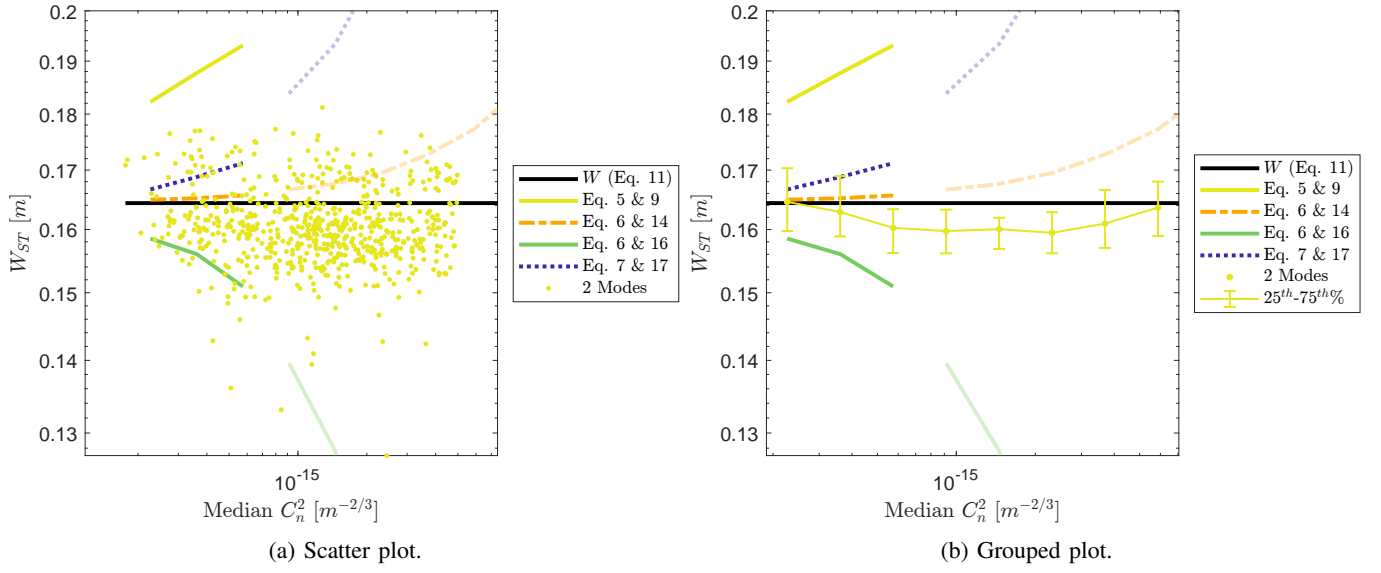 0.2
0.19
0.18
0.17
0.16
0.15
0.14
0.13
W_{ST} [m]
10^{-15}
Median C_n^2 [m^{-2/3}]
W (Eq. 11)
Eq. 5 & 9
Eq. 6 & 14
Eq. 6 & 16
Eq. 7 & 17
2 Modes
(a) Scatter plot.
0.2
0.19
0.18
0.17
0.16
0.15
0.14
0.13
W_{ST} [m]
10^{-15}
Median C_n^2 [m^{-2/3}]
W (Eq. 11)
Eq. 5 & 9
Eq. 6 & 14
Eq. 6 & 16
Eq. 7 & 17
2 Modes
25^{th}-75^{th}%
(b) Grouped plot.